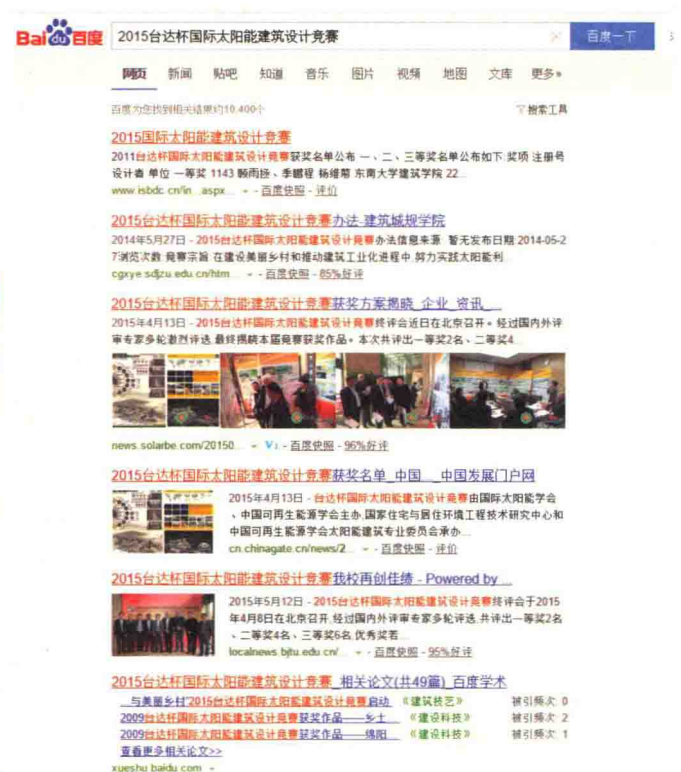 Bai百度 2015台达杯国际太阳能建筑设计竞赛 百度一下
网页 新闻 贴吧 知道 音乐 图片 视频 地图 文库 更多»
百度为您找到相关结果约10,400个 搜索工具
2015国际太阳能建筑设计竞赛
2011台达杯国际太阳能建筑设计竞赛获奖名单公布 一、二、三等奖名单公布如下:奖项 注册号
设计者 单位 一等奖 1143 顾雨拯、季鹏程 杨维菊 东南大学建筑学院 22...
www.isbdc.cn/in...aspx... - 百度快照 - 评价
2015台达杯国际太阳能建筑设计竞赛办法-建筑城规学院
2014年5月27日 - 2015台达杯国际太阳能建筑设计竞赛办法信息来源: 暂无发布日期:2014-05-2
7浏览次数:竞赛宗旨:在建设美丽乡村和推动建筑工业化进程中,努力实践太阳能利...
cgxye.sdjzu.edu.cn/htm... - 百度快照 - 85%好评
2015台达杯国际太阳能建筑设计竞赛获奖方案揭晓_企业_资讯_...
2015年4月13日 - 2015台达杯国际太阳能建筑设计竞赛终评会近日在北京召开。经过国内外评
审专家多轮激烈评选,最终揭晓本届竞赛获奖作品。本次共评出一等奖2名、二等奖4...
news.solarbe.com/20150... - V1 - 百度快照 - 96%好评
2015台达杯国际太阳能建筑设计竞赛获奖名单_中国..._中国发展门户网
2015年4月13日 - 台达杯国际太阳能建筑设计竞赛由国际太阳能学会
、中国可再生能源学会主办,国家住宅与居住环境工程技术研究中心和
中国可再生能源学会太阳能建筑专业委员会承办...
cn.chinagate.cn/news/2... - 百度快照 - 评价
2015台达杯国际太阳能建筑设计竞赛我校再创佳绩 - Powered by ...
2015年5月12日 - 2015台达杯国际太阳能建筑设计竞赛终评会于2015
年4月8日在北京召开,经过国内外评审专家多轮评选,共评出一等奖2名
、二等奖4名、三等奖6名,优秀奖若...
localnews.bjtu.edu.cn/... - 百度快照 - 95%好评
2015台达杯国际太阳能建筑设计竞赛_相关论文(共49篇)_百度学术
...与美丽乡村"2015台达杯国际太阳能建筑设计竞赛启动 《建筑技艺》 被引频次: 0
2009台达杯国际太阳能建筑设计竞赛获奖作品——乡土... 《建设科技》 被引频次: 2
2009台达杯国际太阳能建筑设计竞赛获奖作品——绵阳... 《建设科技》 被引频次: 1
查看更多相关论文>>
xueshu.baidu.com